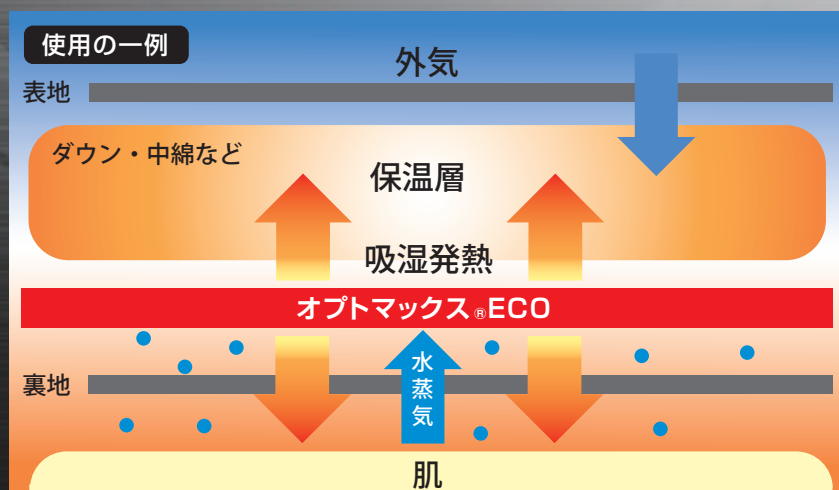 使用の一例
外気
表地
ダウン・中綿など
保温層
吸湿発熱
オプトマックス®ECO
水蒸気
裏地
肌